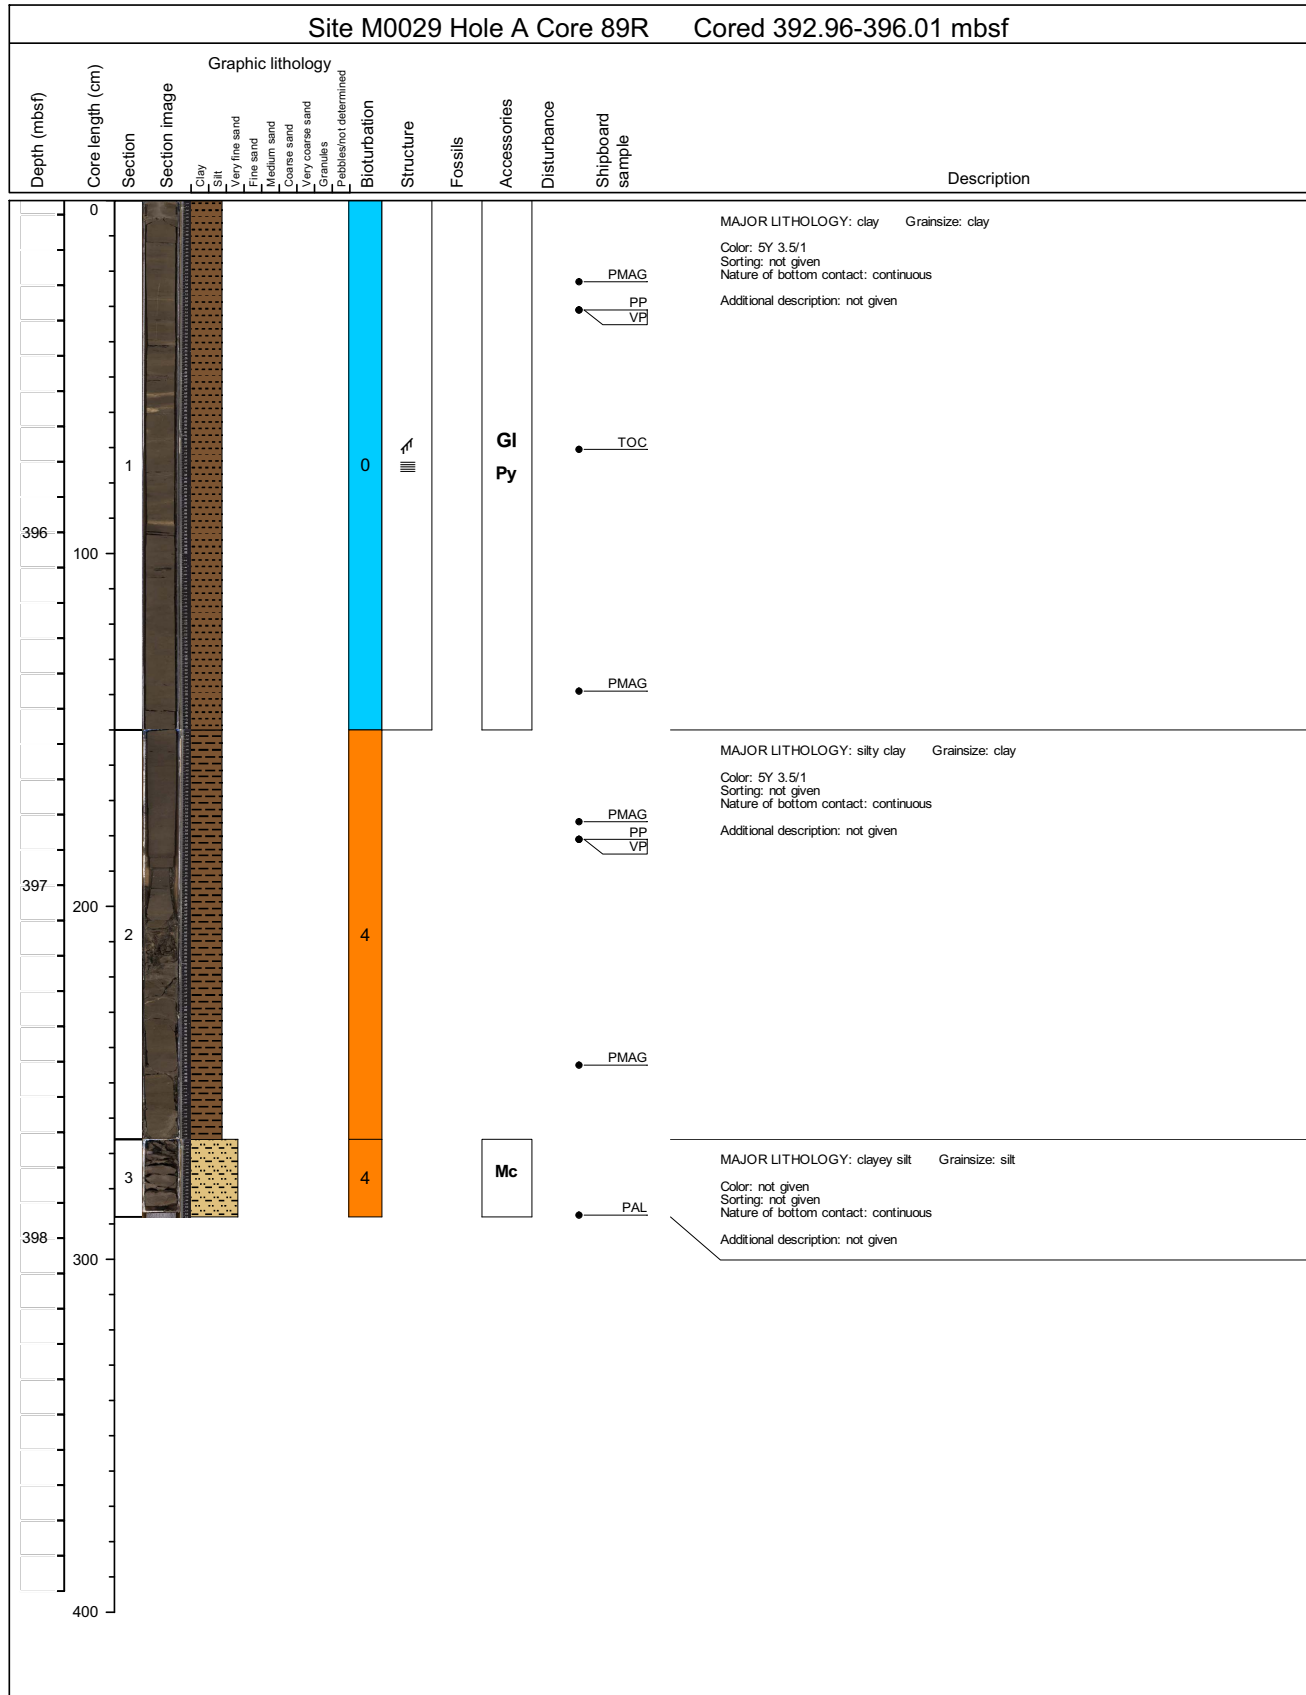 Site M0029 Hole A Core 89R Cored 392.96-396.01 mbsf
Graphic lithology
Depth (mbsf)
Core length (cm)
Section
Section image
Clay
Silt
Very fine sand
Fine sand
Medium sand
Coarse sand
Very coarse sand
Granules
Pebbles/not determined
Bioturbation
Structure
Fossils
Accessories
Disturbance
Shipboard
sample
Description
0
MAJOR LITHOLOGY: clay Grainsize: clay
Color: 5Y 3.5/1
Sorting: not given
Nature of bottom contact: continuous
Additional description: not given
PMAG
PP
VP
Gl
TOC
1
0
Py
396
100
PMAG
MAJOR LITHOLOGY: silty clay Grainsize: clay
Color: 5Y 3.5/1
Sorting: not given
Nature of bottom contact: continuous
Additional description: not given
PMAG
PP
VP
397
200
2
4
PMAG
MAJOR LITHOLOGY: clayey silt Grainsize: silt
Color: not given
Sorting: not given
Nature of bottom contact: continuous
Additional description: not given
3
4
Mc
PAL
398
300
400